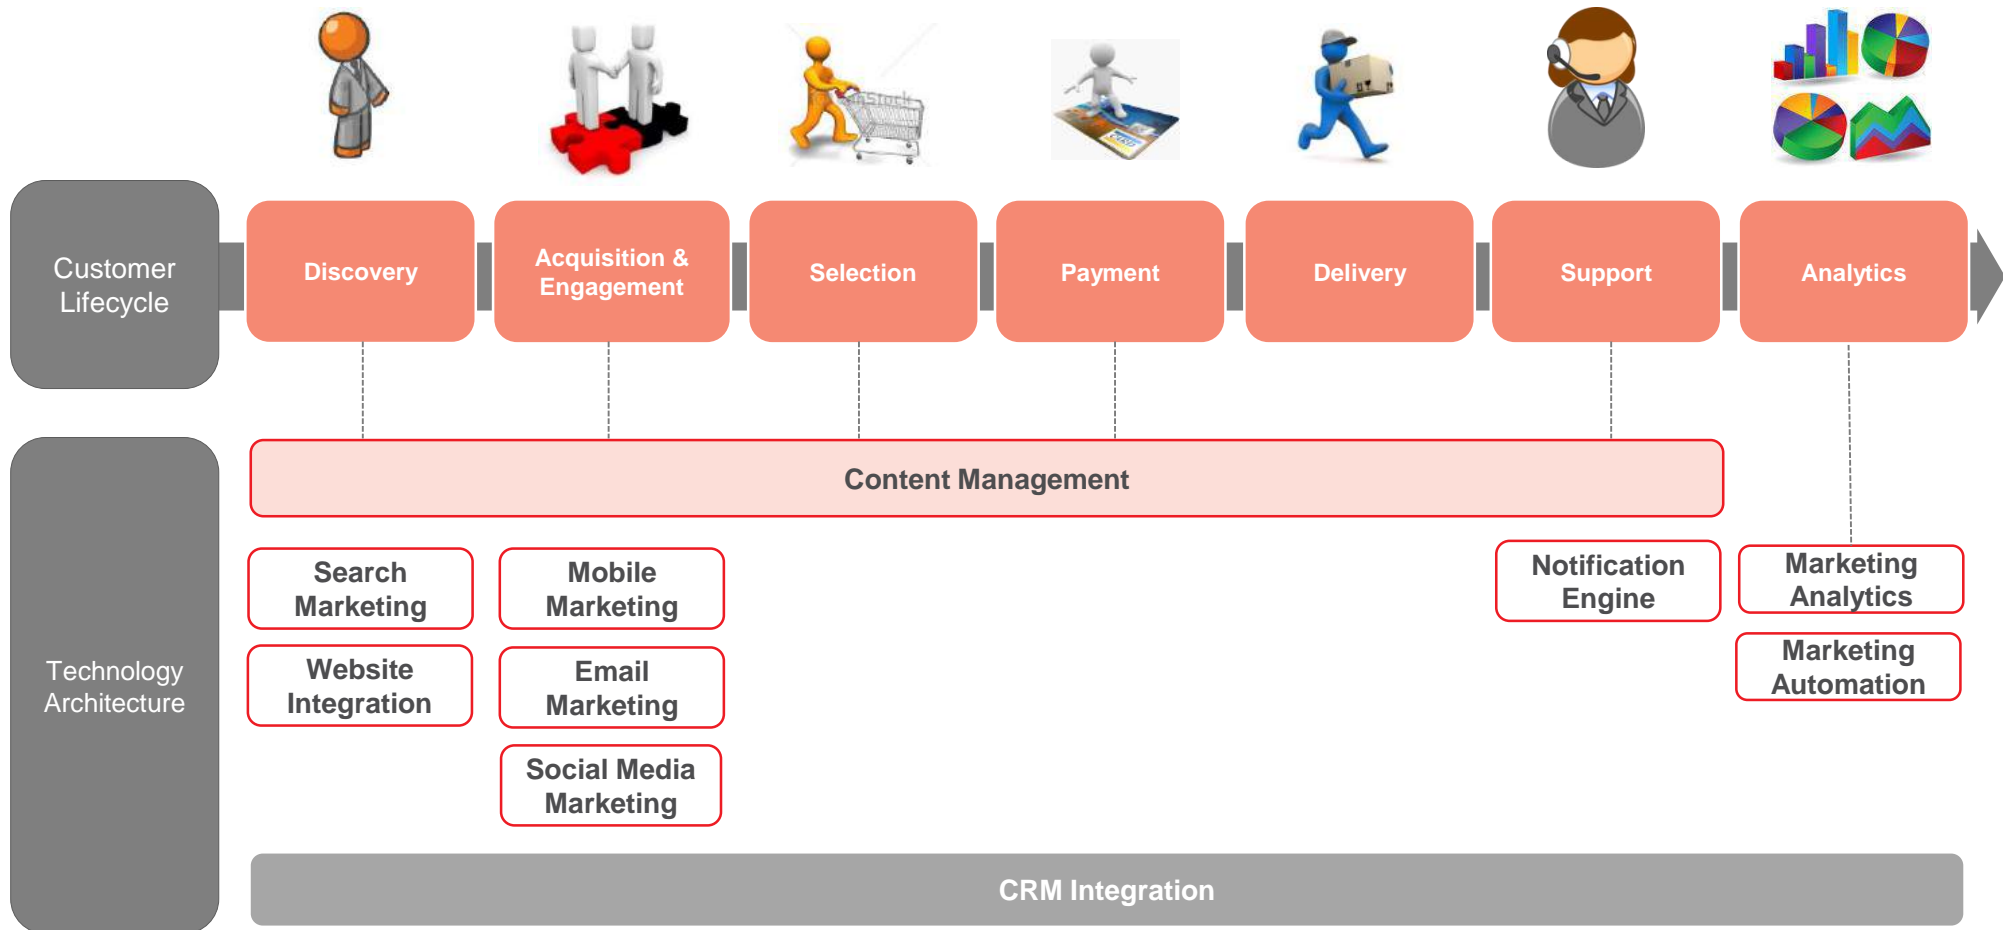 Customer
Lifecycle
Discovery
Acquisition &
Engagement
Selection
Payment
Delivery
Support
Analytics
Technology
Architecture
Content Management
Search
Marketing
Website
Integration
Mobile
Marketing
Email
Marketing
Social Media
Marketing
Notification
Engine
Marketing
Analytics
Marketing
Automation
CRM Integration